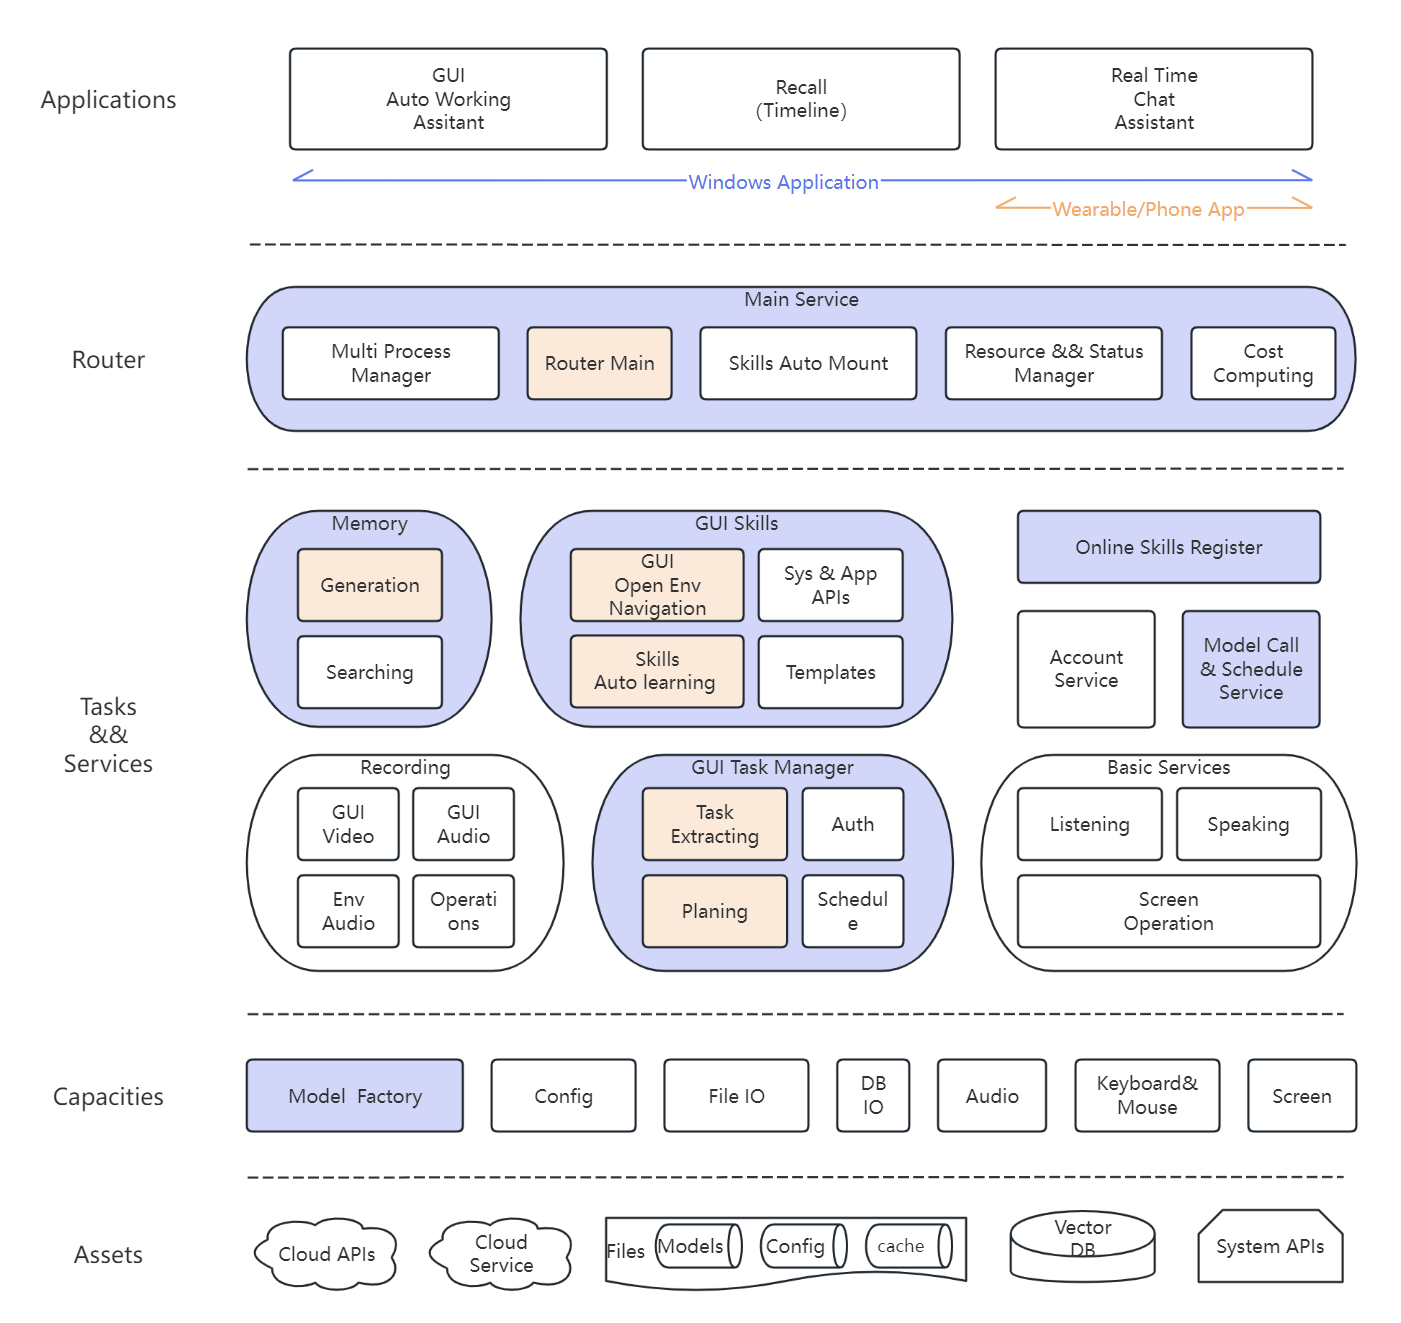 Applications
GUI
Auto Working
Assitant
Recall
(Timeline)
Real Time
Chat
Assistant
Windows Application
Wearable/Phone App
Router
Main Service
Multi Process
Manager
Router Main
Skills Auto Mount
Resource && Status
Manager
Cost
Computing
Tasks
&&
Services
Memory
Generation
Searching
GUI Skills
GUI
Open Env
Navigation
Sys & App
APIs
Skills
Auto learning
Templates
Online Skills Register
Account
Service
Model Call
& Schedule
Service
Recording
GUI
Video
GUI
Audio
Env
Audio
Operati
ons
GUI Task Manager
Task
Extracting
Auth
Planing
Schedul
e
Basic Services
Listening
Speaking
Screen
Operation
Capacities
Model  Factory
Config
File IO
DB
IO
Audio
Keyboard&
Mouse
Screen
Assets
Cloud APIs
Cloud
Service
Files
Models
Config
cache
Vector
DB
System APIs